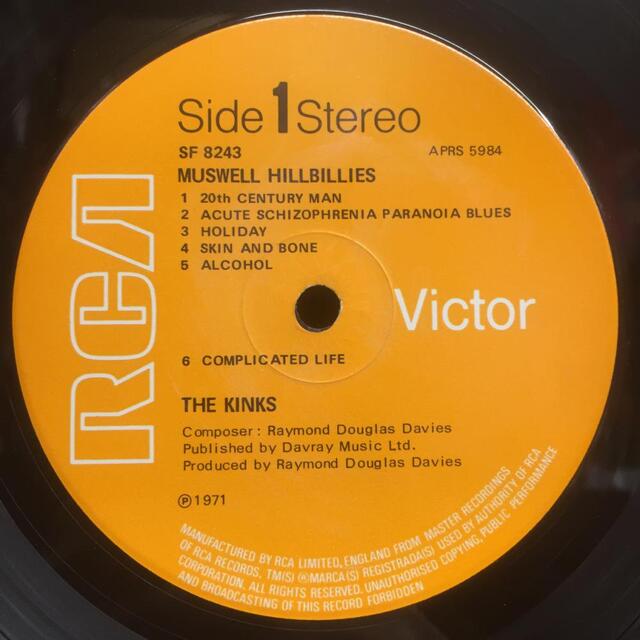 Side 1 Stereo
SF 8243
APRS 5984
MUSWELL HILLBILLIES
1 20th CENTURY MAN
2 ACUTE SCHIZOPHRENIA PARANOIA BLUES
3 HOLIDAY
4 SKIN AND BONE
5 ALCOHOL
RCA
Victor
6 COMPLICATED LIFE
THE KINKS
Composer : Raymond Douglas Davies
Published by Davray Music Ltd.
Produced by Raymond Douglas Davies
℗ 1971
MANUFACTURED BY RCA LIMITED, ENGLAND FROM MASTER RECORDINGS
OF RCA RECORDS, TM(S) ® MARCA(S) REGISTRADA(S) USED BY AUTHORITY OF RCA
CORPORATION. ALL RIGHTS RESERVED. UNAUTHORISED COPYING, PUBLIC PERFORMANCE
AND BROADCASTING OF THIS RECORD FORBIDDEN